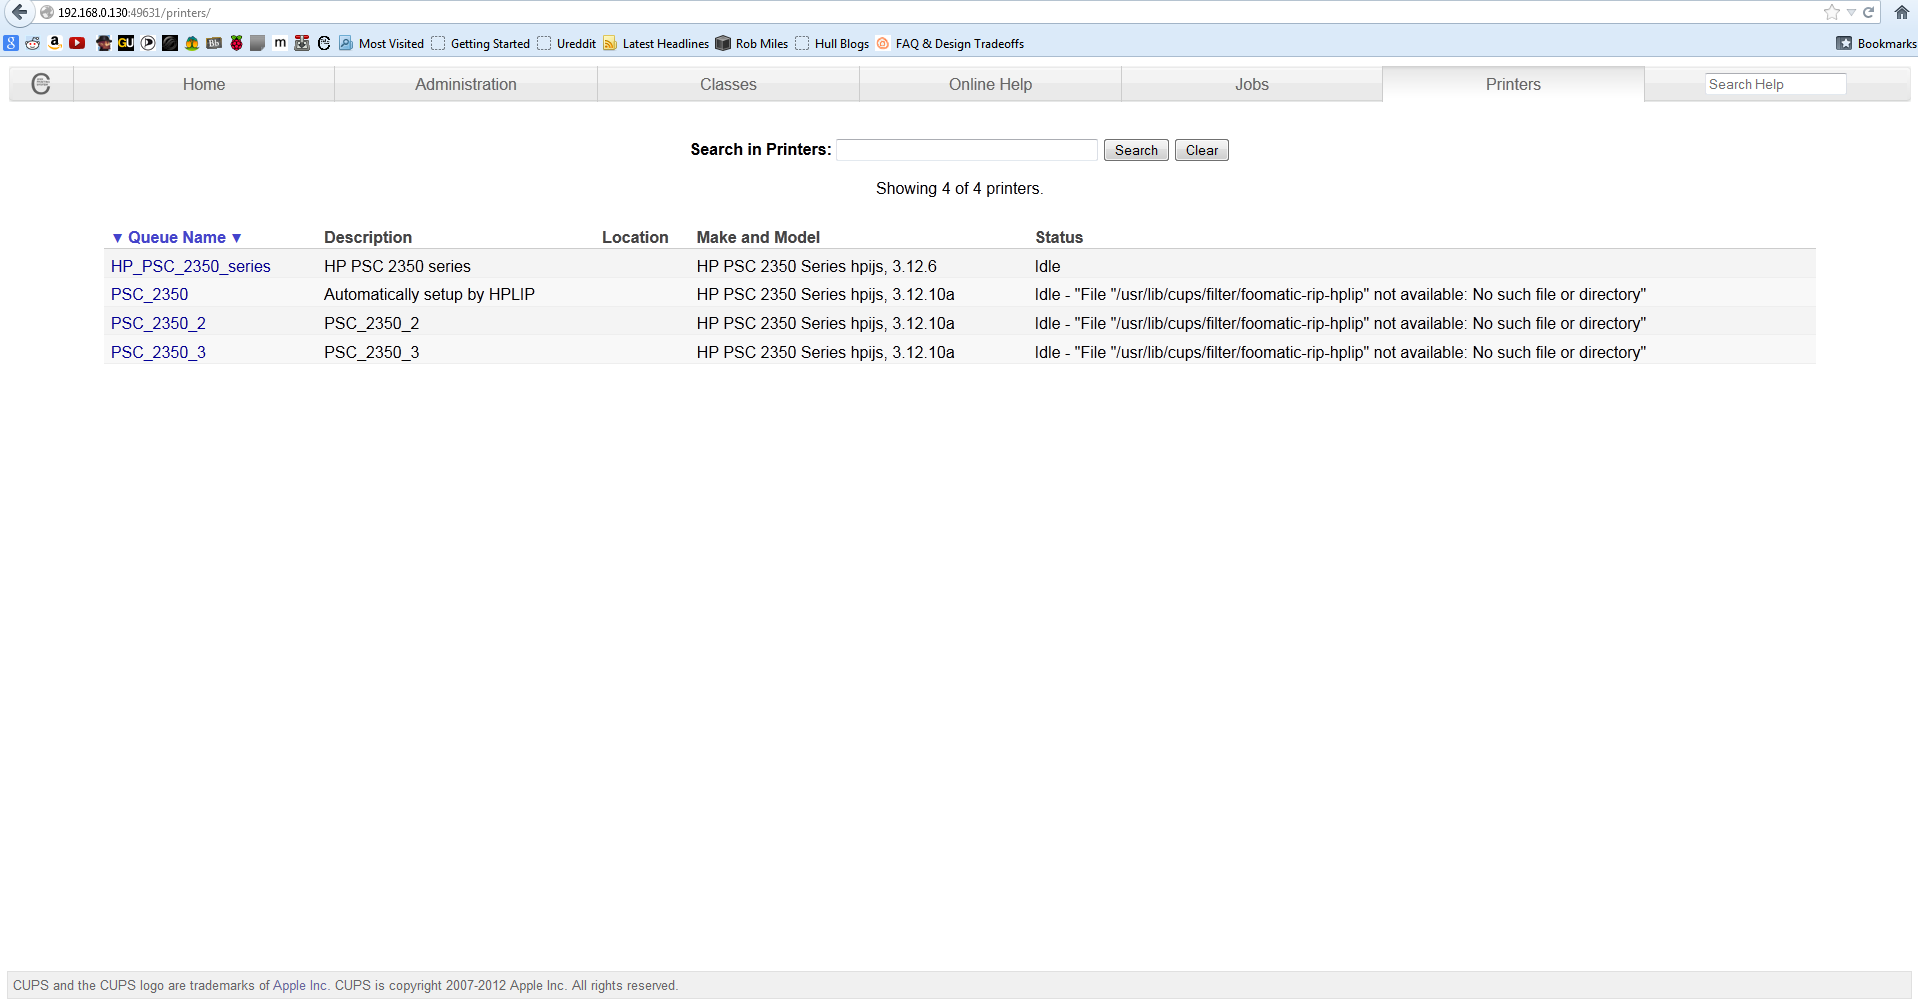 192.168.0.130:49631/printers/
Most Visited Getting Started Ureddit Latest Headlines Rob Miles Hull Blogs FAQ & Design Tradeoffs Bookmarks
Home Administration Classes Online Help Jobs Printers Search Help
Search in Printers: Search Clear
Showing 4 of 4 printers.
▼ Queue Name ▼ Description Location Make and Model Status
HP_PSC_2350_series HP PSC 2350 series HP PSC 2350 Series hpijs, 3.12.6 Idle
PSC_2350 Automatically setup by HPLIP HP PSC 2350 Series hpijs, 3.12.10a Idle - "File "/usr/lib/cups/filter/foomatic-rip-hplip" not available: No such file or directory"
PSC_2350_2 PSC_2350_2 HP PSC 2350 Series hpijs, 3.12.10a Idle - "File "/usr/lib/cups/filter/foomatic-rip-hplip" not available: No such file or directory"
PSC_2350_3 PSC_2350_3 HP PSC 2350 Series hpijs, 3.12.10a Idle - "File "/usr/lib/cups/filter/foomatic-rip-hplip" not available: No such file or directory"
CUPS and the CUPS logo are trademarks of Apple Inc. CUPS is copyright 2007-2012 Apple Inc. All rights reserved.